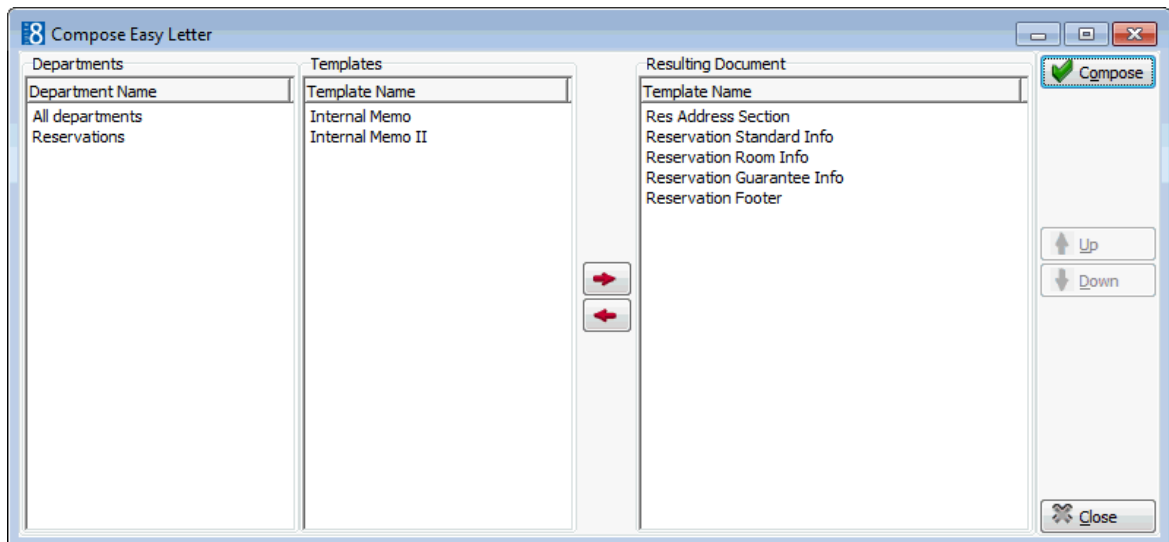 8 Compose Easy Letter
Departments
Department Name
All departments
Reservations
Templates
Template Name
Internal Memo
Internal Memo II
Resulting Document
Template Name
Res Address Section
Reservation Standard Info
Reservation Room Info
Reservation Guarantee Info
Reservation Footer
Compose
Up
Down
Close